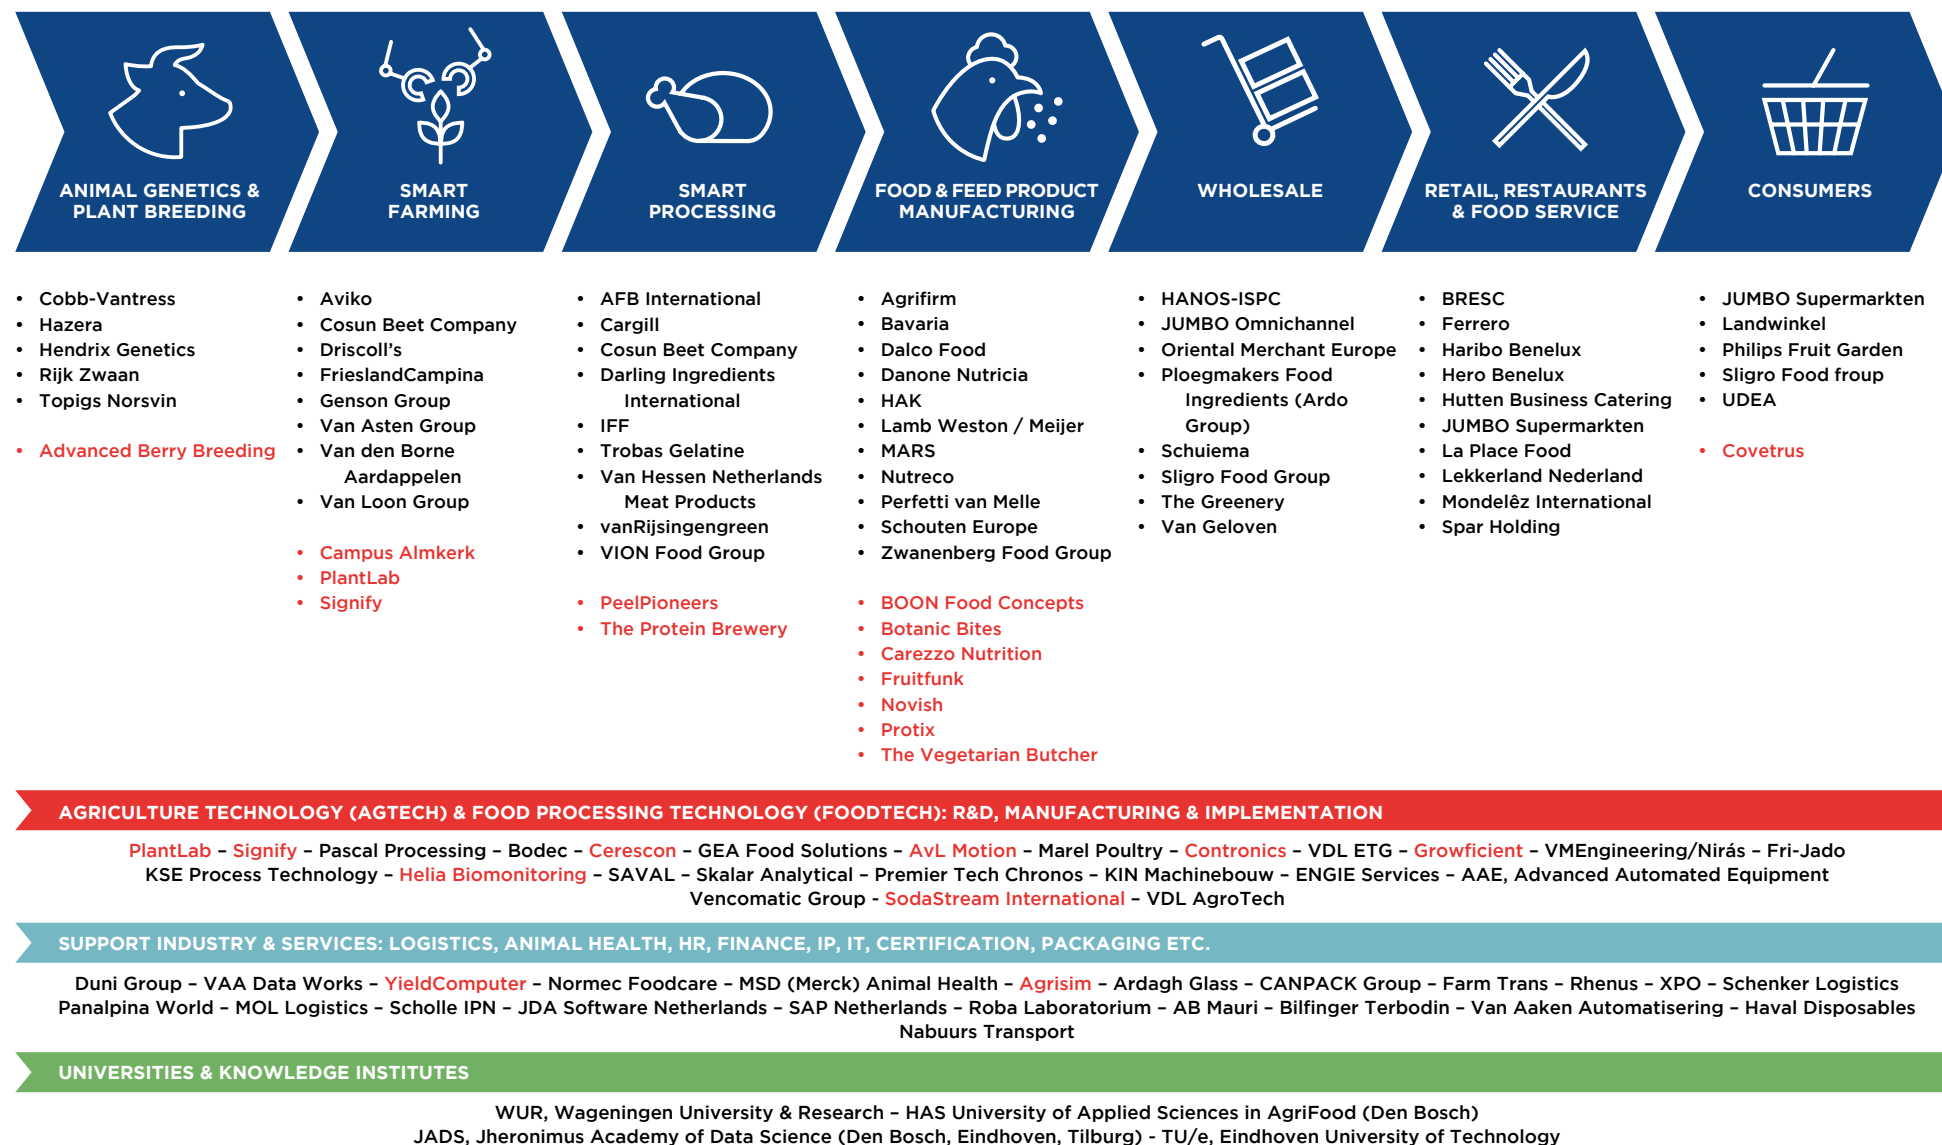 ANIMAL GENETICS &
PLANT BREEDING
SMART
FARMING
SMART
PROCESSING
FOOD & FEED PRODUCT
MANUFACTURING
WHOLESALE
RETAIL, RESTAURANTS
& FOOD SERVICE
CONSUMERS
• Cobb-Vantress
• Hazera
• Hendrix Genetics
• Rijk Zwaan
• Topigs Norsvin
• Advanced Berry Breeding
• Aviko
• Cosun Beet Company
• Driscoll's
• FrieslandCampina
• Genson Group
• Van Asten Group
• Van den Borne
Aardappelen
• Van Loon Group
• Campus Almkerk
• PlantLab
• Signify
• AFB International
• Cargill
• Cosun Beet Company
• Darling Ingredients
International
• IFF
• Trobas Gelatine
• Van Hessen Netherlands
Meat Products
• vanRijsingengreen
• VION Food Group
• PeelPioneers
• The Protein Brewery
• Agrifirm
• Bavaria
• Dalco Food
• Danone Nutricia
• HAK
• Lamb Weston / Meijer
• MARS
• Nutreco
• Perfetti van Melle
• Schouten Europe
• Zwanenberg Food Group
• BOON Food Concepts
• Botanic Bites
• Carezzo Nutrition
• Fruitfunk
• Novish
• Protix
• The Vegetarian Butcher
• HANOS-ISPC
• JUMBO Omnichannel
• Oriental Merchant Europe
• Ploegmakers Food
Ingredients (Ardo
Group)
• Schuiema
• Sligro Food Group
• The Greenery
• Van Geloven
• BRESC
• Ferrero
• Haribo Benelux
• Hero Benelux
• Hutten Business Catering
• JUMBO Supermarkten
• La Place Food
• Lekkerland Nederland
• Mondelêz International
• Spar Holding
• JUMBO Supermarkten
• Landwinkel
• Philips Fruit Garden
• Sligro Food froup
• UDEA
• Covetrus
AGRICULTURE TECHNOLOGY (AGTECH) & FOOD PROCESSING TECHNOLOGY (FOODTECH): R&D, MANUFACTURING & IMPLEMENTATION
PlantLab – Signify – Pascal Processing – Bodec – Cerescon – GEA Food Solutions – AvL Motion – Marel Poultry – Contronics – VDL ETG – Growficient – VMEngineering/Nirás – Fri-Jado
KSE Process Technology – Helia Biomonitoring – SAVAL – Skalar Analytical – Premier Tech Chronos – KIN Machinebouw – ENGIE Services – AAE, Advanced Automated Equipment
Vencomatic Group - SodaStream International – VDL AgroTech
SUPPORT INDUSTRY & SERVICES: LOGISTICS, ANIMAL HEALTH, HR, FINANCE, IP, IT, CERTIFICATION, PACKAGING ETC.
Duni Group – VAA Data Works – YieldComputer – Normec Foodcare – MSD (Merck) Animal Health – Agrisim – Ardagh Glass – CANPACK Group – Farm Trans – Rhenus – XPO – Schenker Logistics
Panalpina World – MOL Logistics – Scholle IPN – JDA Software Netherlands – SAP Netherlands – Roba Laboratorium – AB Mauri – Bilfinger Terbodin – Van Aaken Automatisering – Haval Disposables
Nabuurs Transport
UNIVERSITIES & KNOWLEDGE INSTITUTES
WUR, Wageningen University & Research – HAS University of Applied Sciences in AgriFood (Den Bosch)
JADS, Jheronimus Academy of Data Science (Den Bosch, Eindhoven, Tilburg) - TU/e, Eindhoven University of Technology